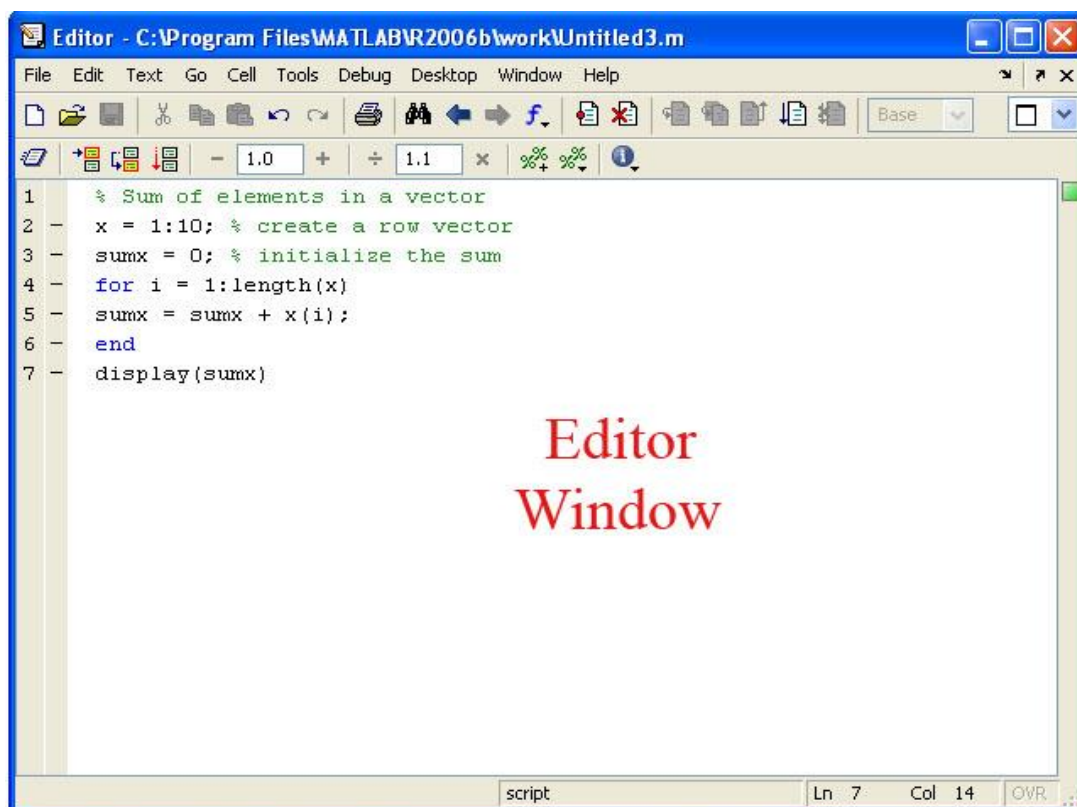 Editor - C:\Program Files\MATLAB\R2006b\work\Untitled3.m
File Edit Text Go Cell Tools Debug Desktop Window Help
Base
- 1.0 + ÷ 1.1 ×
1 % Sum of elements in a vector
2 - x = 1:10; % create a row vector
3 - sumx = 0; % initialize the sum
4 - for i = 1:length(x)
5 - sumx = sumx + x(i);
6 - end
7 - display(sumx)
Editor
Window
script Ln 7 Col 14 OVR